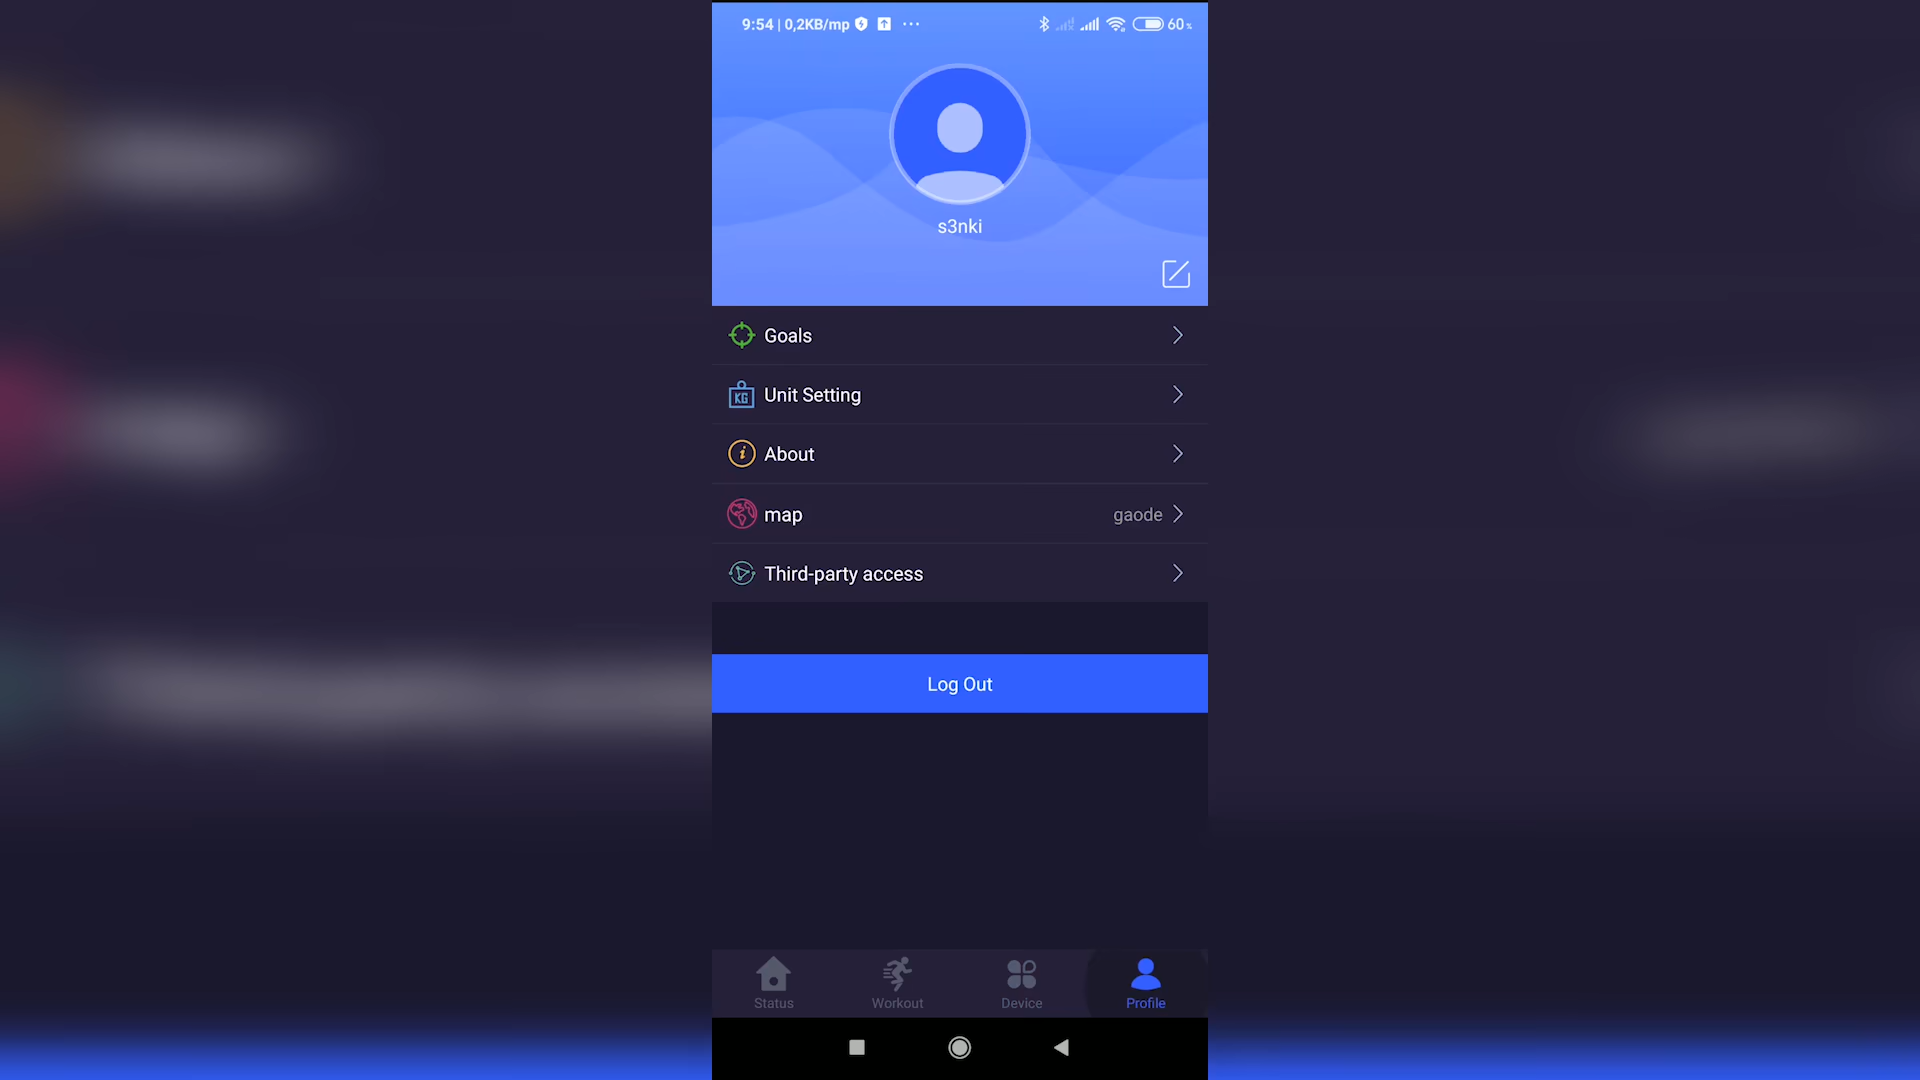 9:54 | 0,2KB/mp ... 60%
s3nki
Goals
KG Unit Setting
i About
map gaode
Third-party access
Log Out
Status Workout Device Profile